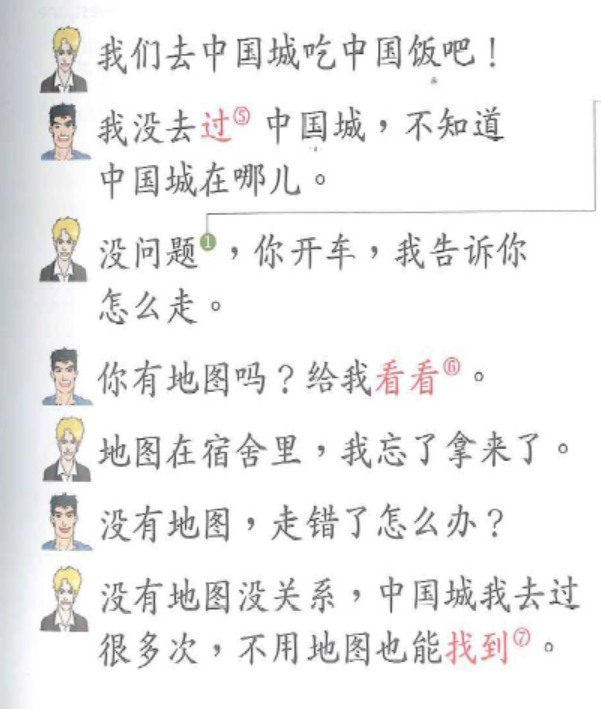 我们去中国城吃中国饭吧！
我没去过⑤ 中国城，不知道
中国城在哪儿。
没问题❶，你开车，我告诉你
怎么走。
你有地图吗？给我看看⑥。
地图在宿舍里，我忘了拿来了。
没有地图，走错了怎么办？
没有地图没关系，中国城我去过
很多次，不用地图也能找到⑦。